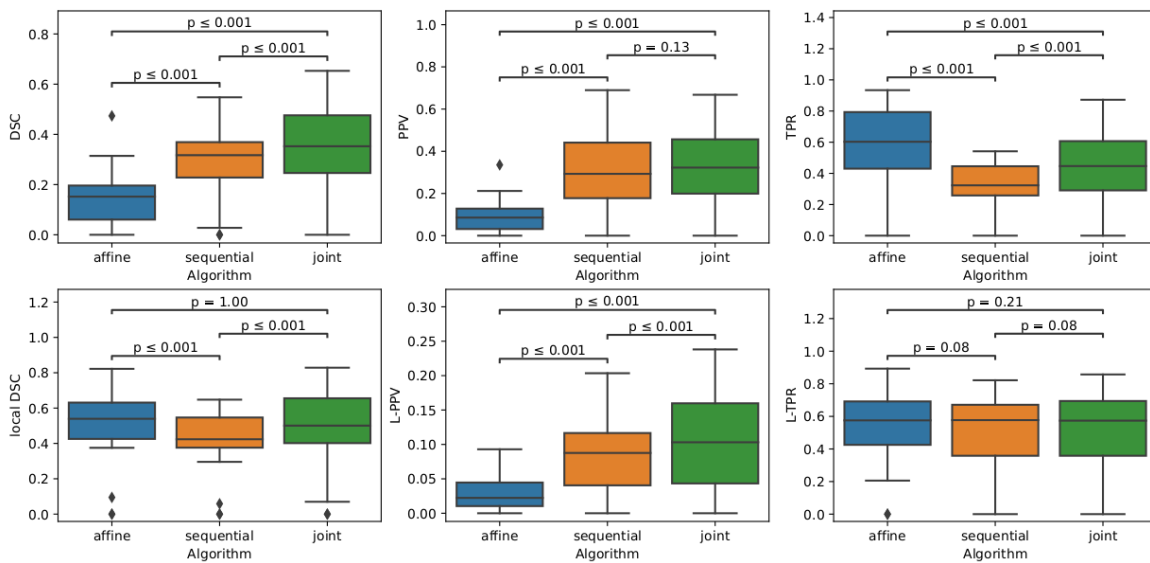 p ≤ 0.001
p ≤ 0.001
p ≤ 0.001
DSC
0.8
0.6
0.4
0.2
0.0
affine sequential joint
Algorithm
p ≤ 0.001
p = 0.13
p ≤ 0.001
PPV
1.0
0.8
0.6
0.4
0.2
0.0
affine sequential joint
Algorithm
p ≤ 0.001
p ≤ 0.001
p ≤ 0.001
TPR
1.4
1.2
1.0
0.8
0.6
0.4
0.2
0.0
affine sequential joint
Algorithm
p = 1.00
p ≤ 0.001
p ≤ 0.001
local DSC
1.2
1.0
0.8
0.6
0.4
0.2
0.0
affine sequential joint
Algorithm
p ≤ 0.001
p ≤ 0.001
p ≤ 0.001
L-PPV
0.30
0.25
0.20
0.15
0.10
0.05
0.00
affine sequential joint
Algorithm
p = 0.21
p = 0.08
p = 0.08
L-TPR
1.2
1.0
0.8
0.6
0.4
0.2
0.0
affine sequential joint
Algorithm